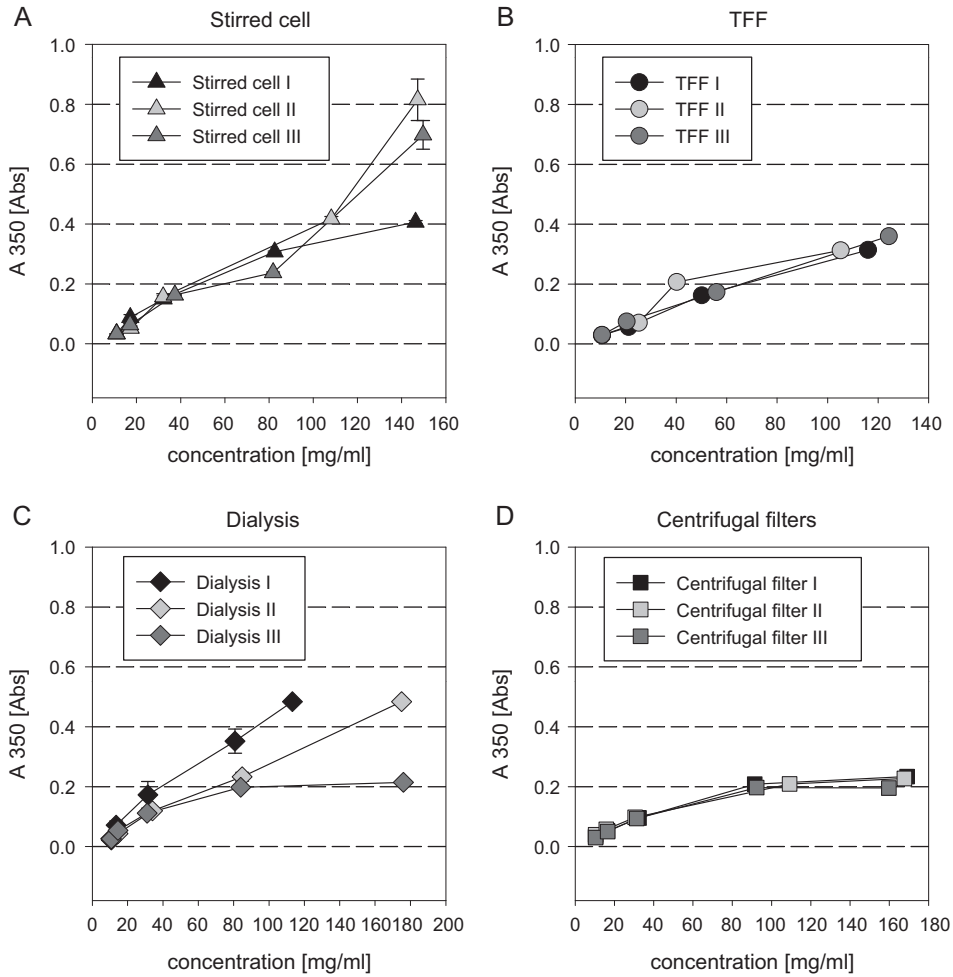 A
Stirred cell
1.0
0.8
0.6
0.4
0.2
0.0
A 350 [Abs]
Stirred cell I
Stirred cell II
Stirred cell III
0 20 40 60 80 100 120 140 160
concentration [mg/ml]
B
TFF
1.0
0.8
0.6
0.4
0.2
0.0
A 350 [Abs]
TFF I
TFF II
TFF III
0 20 40 60 80 100 120 140
concentration [mg/ml]
C
Dialysis
1.0
0.8
0.6
0.4
0.2
0.0
A 350 [Abs]
Dialysis I
Dialysis II
Dialysis III
0 20 40 60 80 100 120 140 160 180 200
concentration [mg/ml]
D
Centrifugal filters
1.0
0.8
0.6
0.4
0.2
0.0
A 350 [Abs]
Centrifugal filter I
Centrifugal filter II
Centrifugal filter III
0 20 40 60 80 100 120 140 160 180
concentration [mg/ml]